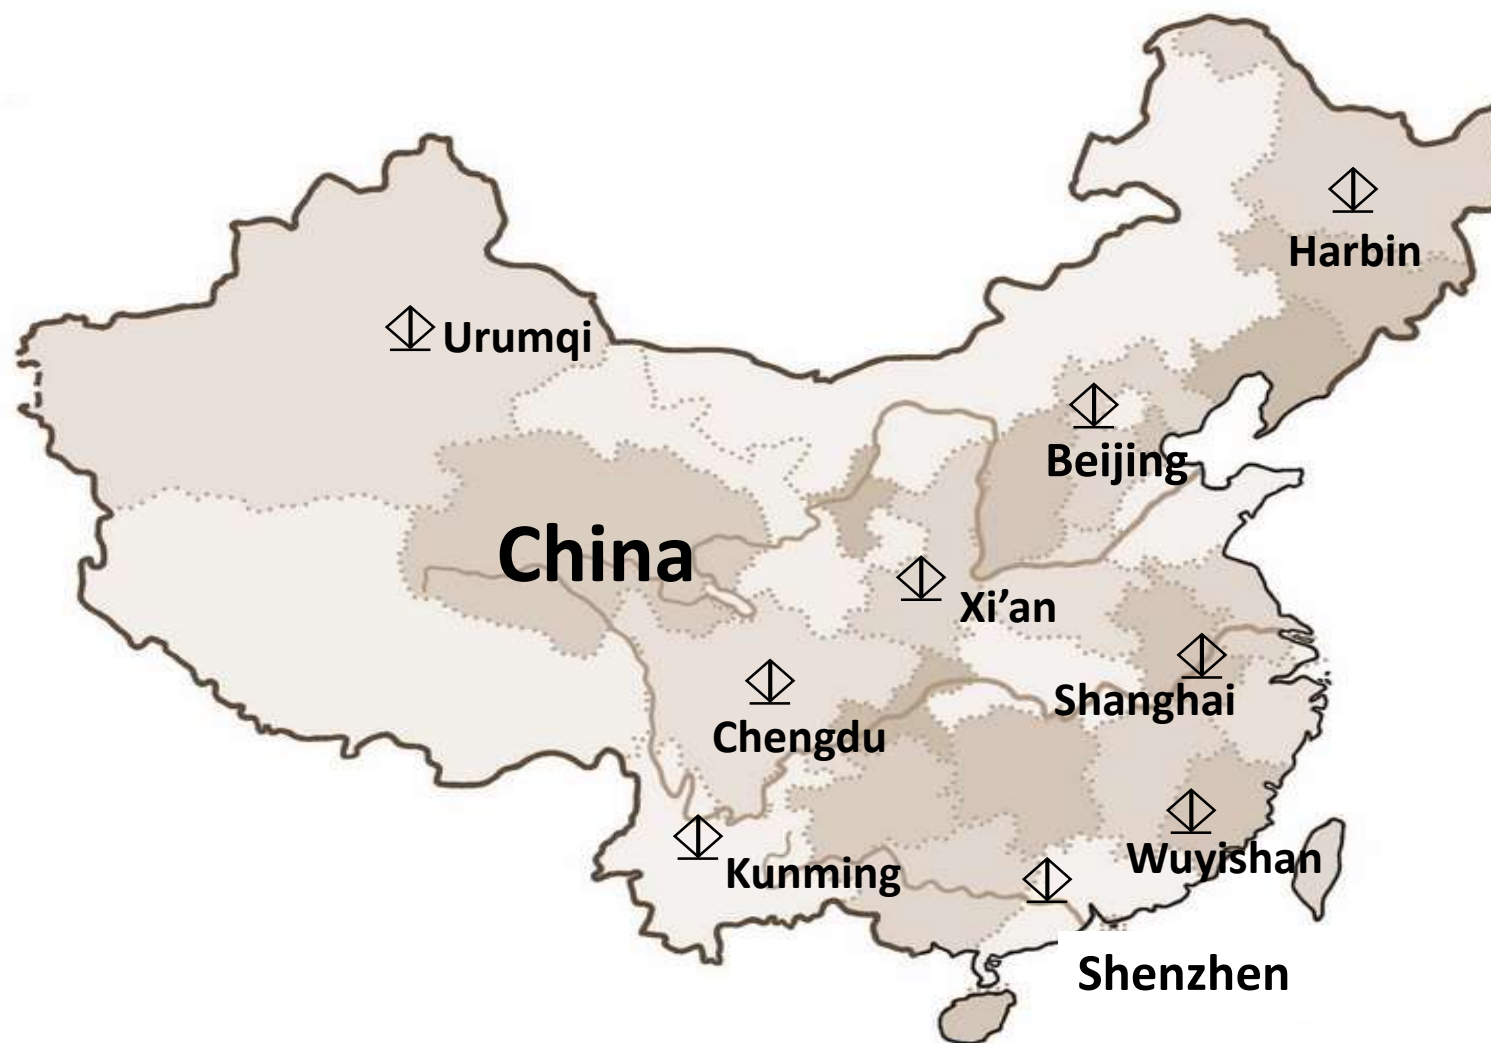 Harbin
Urumqi
Beijing
China
Xi’an
Shanghai
Chengdu
Wuyishan
Kunming
Shenzhen